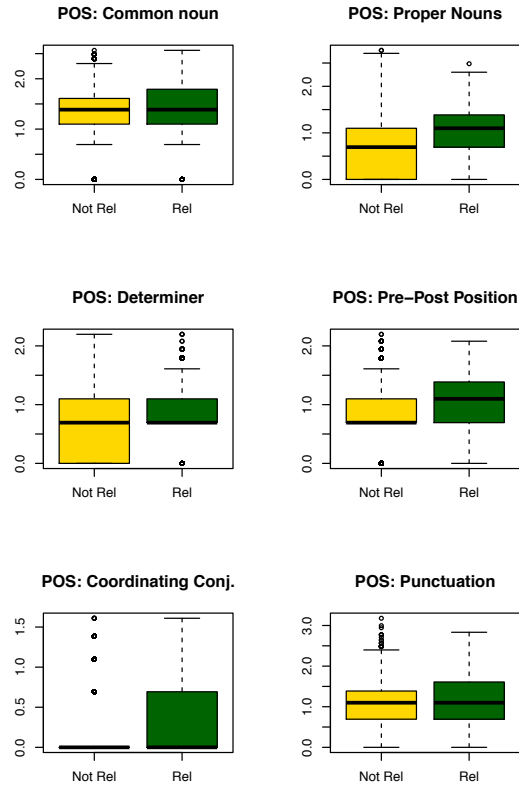 POS: Common noun
0.0 1.0 2.0
Not Rel Rel
POS: Proper Nouns
0.0 1.0 2.0
Not Rel Rel
POS: Determiner
0.0 1.0 2.0
Not Rel Rel
POS: Pre−Post Position
0.0 1.0 2.0
Not Rel Rel
POS: Coordinating Conj.
0.0 0.5 1.0 1.5
Not Rel Rel
POS: Punctuation
0.0 1.0 2.0 3.0
Not Rel Rel